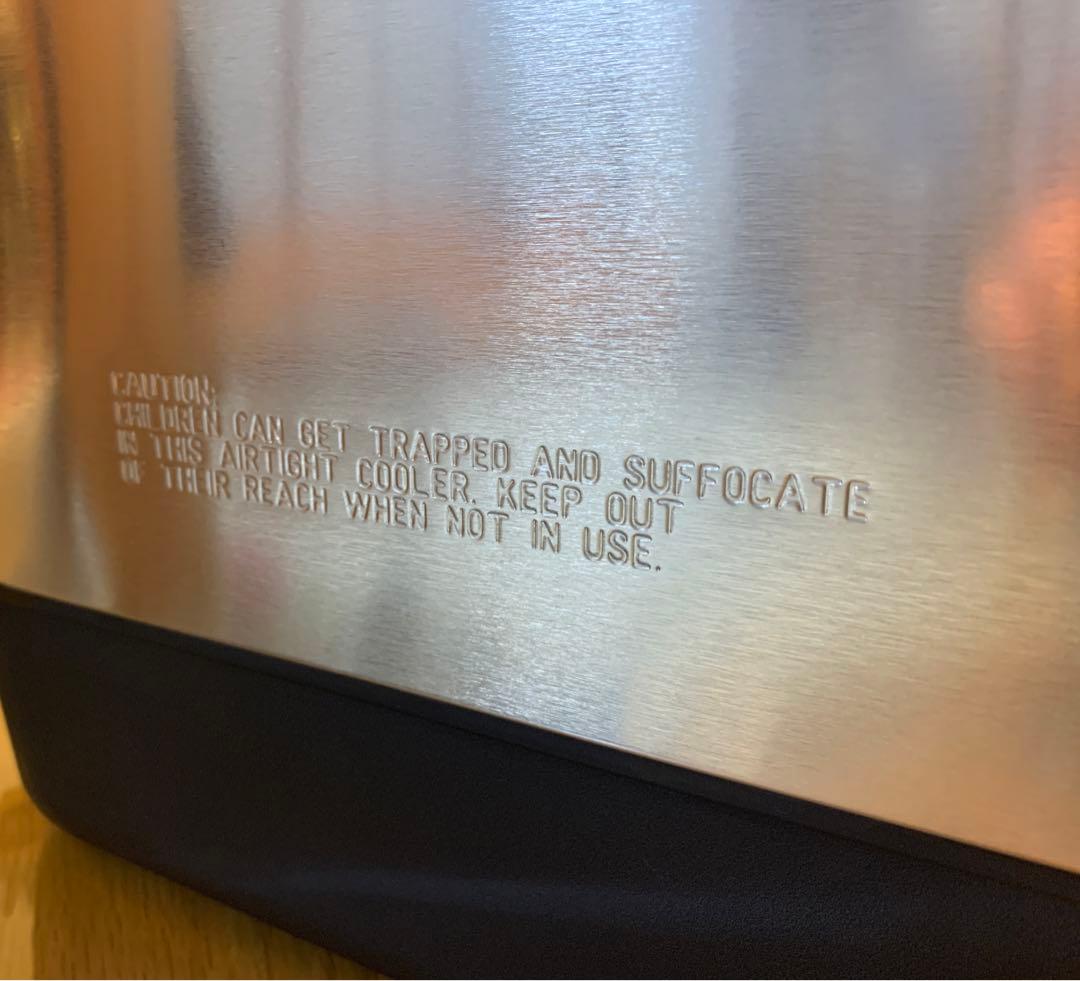 CAUTION:
CHILDREN CAN GET TRAPPED AND SUFFOCATE
IN THIS AIRTIGHT COOLER. KEEP OUT
OF THEIR REACH WHEN NOT IN USE.